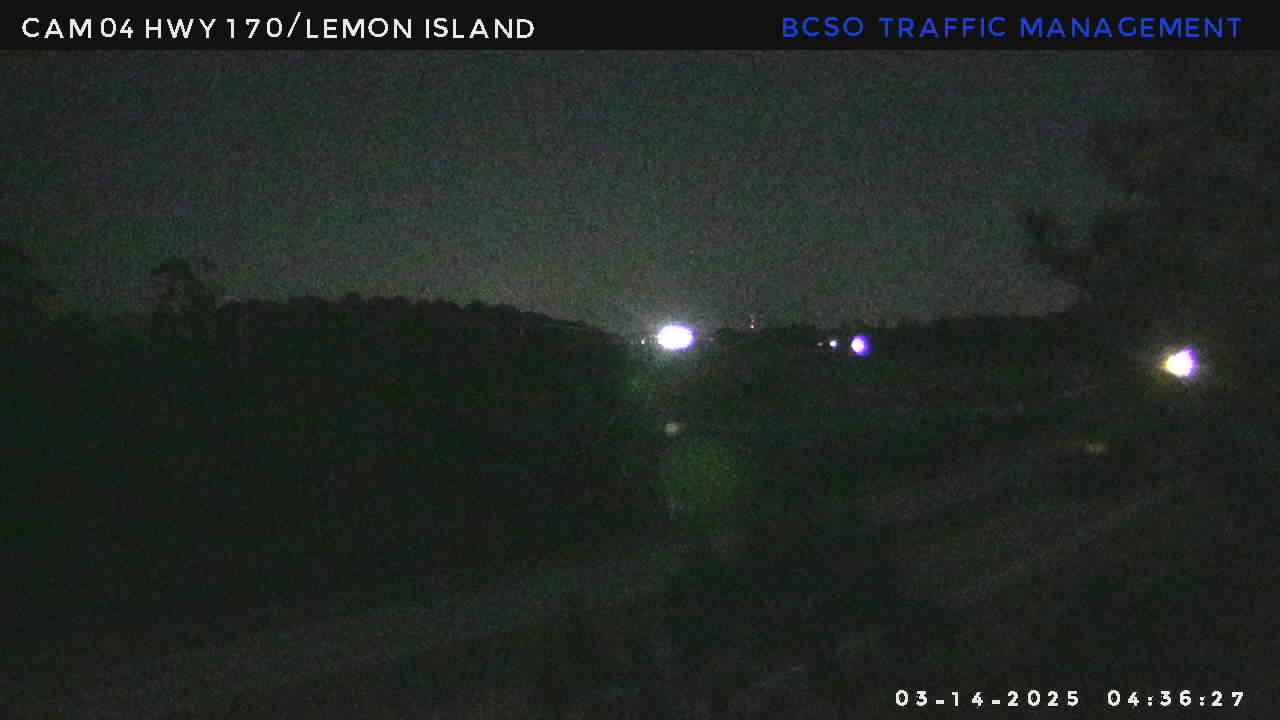 CAM04 HWY 170/LEMON ISLAND
BCSO TRAFFIC MANAGEMENT
03-14-2025 04:36:27